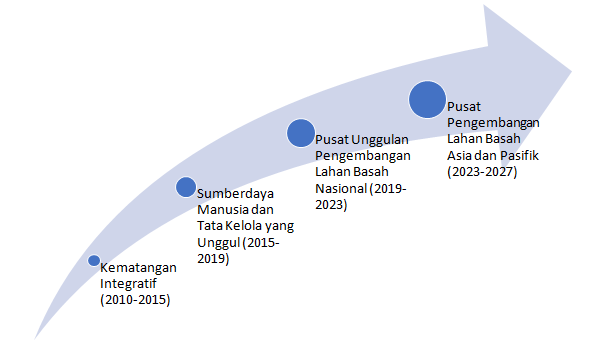 Kematangan
Integratif
(2010-2015)
Sumberdaya
Manusia dan
Tata Kelola yang
Unggul (2015-
2019)
Pusat Unggulan
Pengembangan
Lahan Basah
Nasional (2019-
2023)
Pusat
Pengembangan
Lahan Basah
Asia dan Pasifik
(2023-2027)